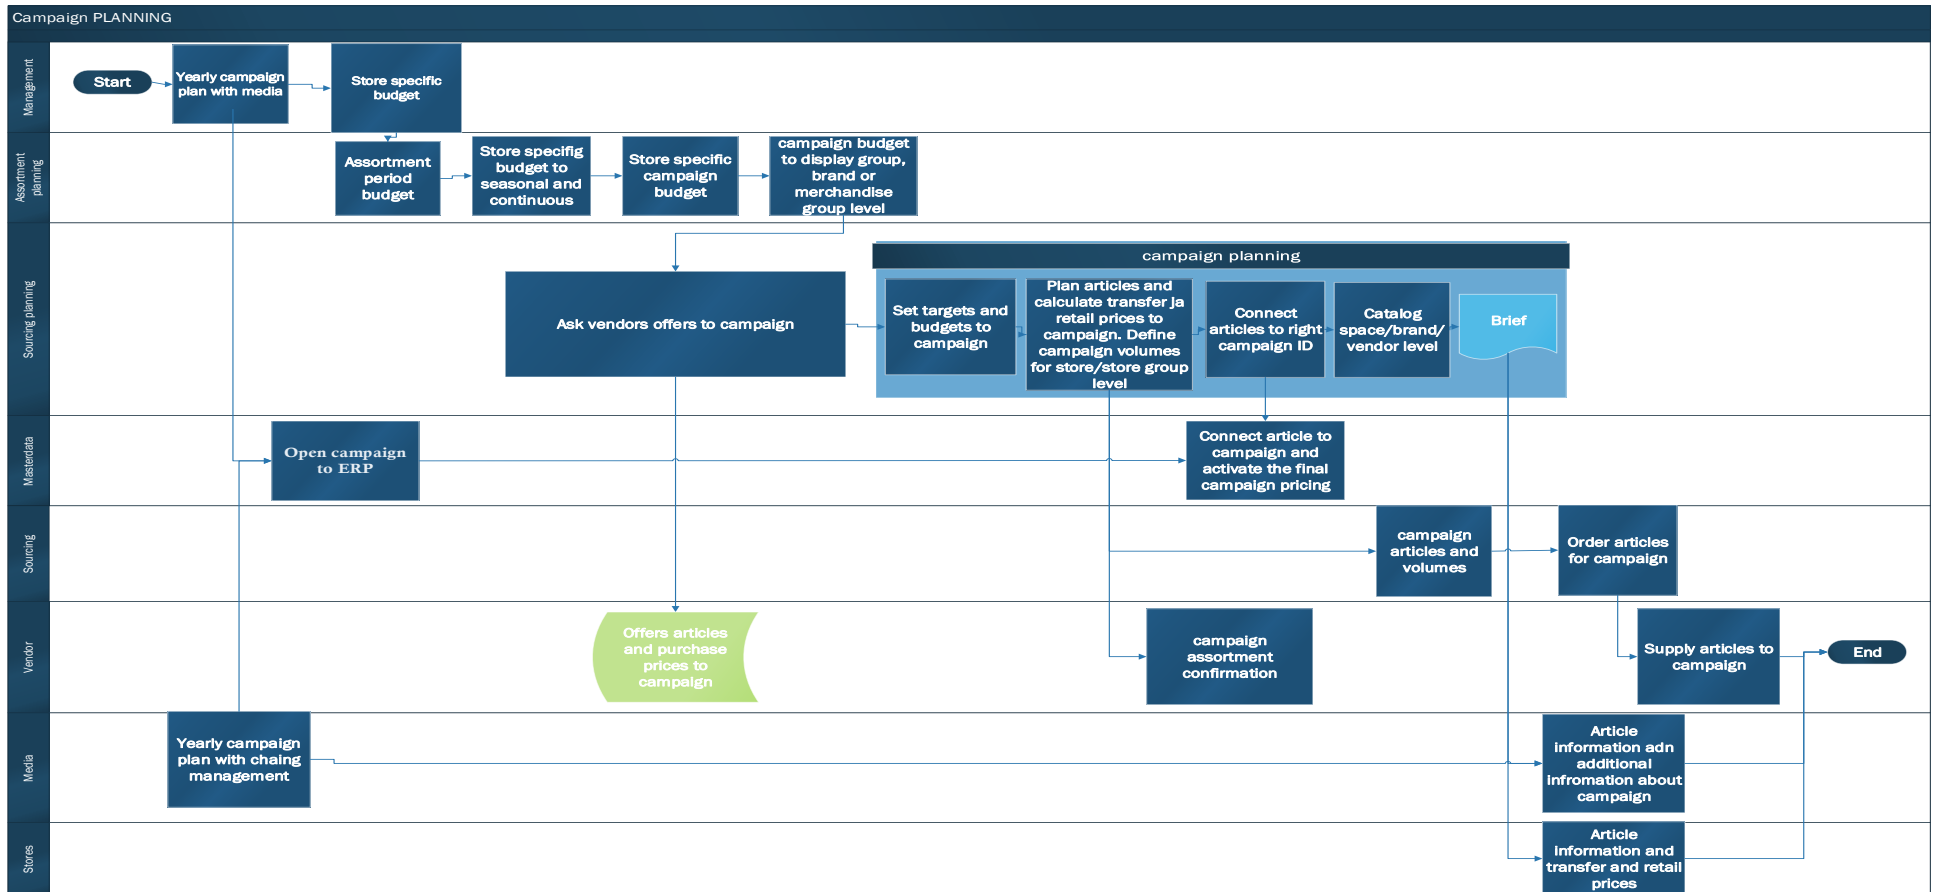 Campaign PLANNING
Management
Start
Yearly campaign
plan with media
Store specific
budget
Assortment
planning
Assortment
period
budget
Store specifig
budget to
seasonal and
continuous
Store specific
campaign
budget
campaign budget
to display group,
brand or
merchandise
group level
Sourcing planning
Ask vendors offers to campaign
campaign planning
Set targets and
budgets to
campaign
Plan articles and
calculate transfer ja
retail prices to
campaign. Define
campaign volumes
for store/store group
level
Connect
articles to right
campaign ID
Catalog
space/brand/
vendor level
Brief
Masterdata
Open campaign
to ERP
Connect article to
campaign and
activate the final
campaign pricing
Sourcing
campaign
articles and
volumes
Order articles
for campaign
Vendor
Offers articles
and purchase
prices to
campaign
campaign
assortment
confirmation
Supply articles to
campaign
End
Media
Yearly campaign
plan with chaing
management
Article
information adn
additional
infromation about
campaign
Stores
Article
information and
transfer and retail
prices